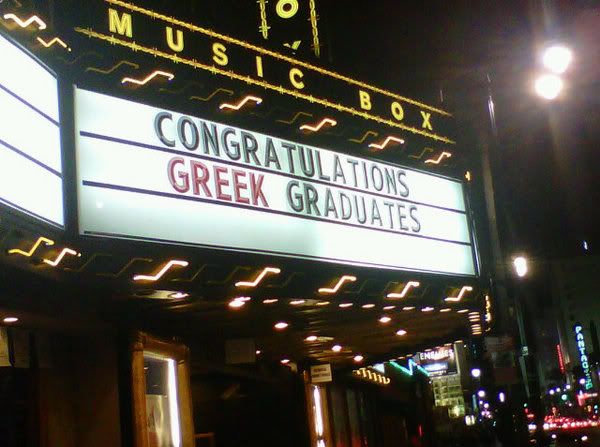 MUSIC BOX
CONGRATULATIONS
GREEK GRADUATES
PANTAGES